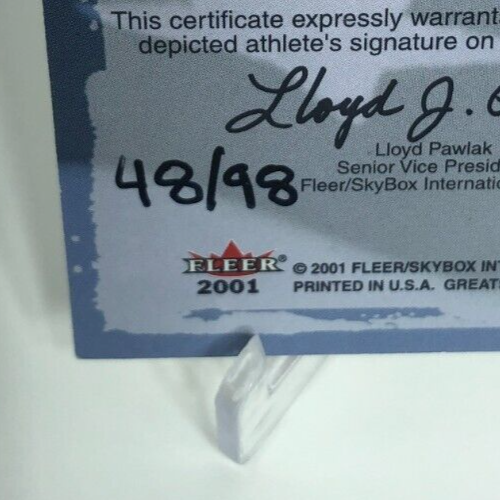 This certificate expressly warrant
depicted athlete's signature on
Lloyd J.
Lloyd Pawlak
Senior Vice Presid
48/98
Fleer/SkyBox Internatio
FLEER®
2001
© 2001 FLEER/SKYBOX INT
PRINTED IN U.S.A. GREAT